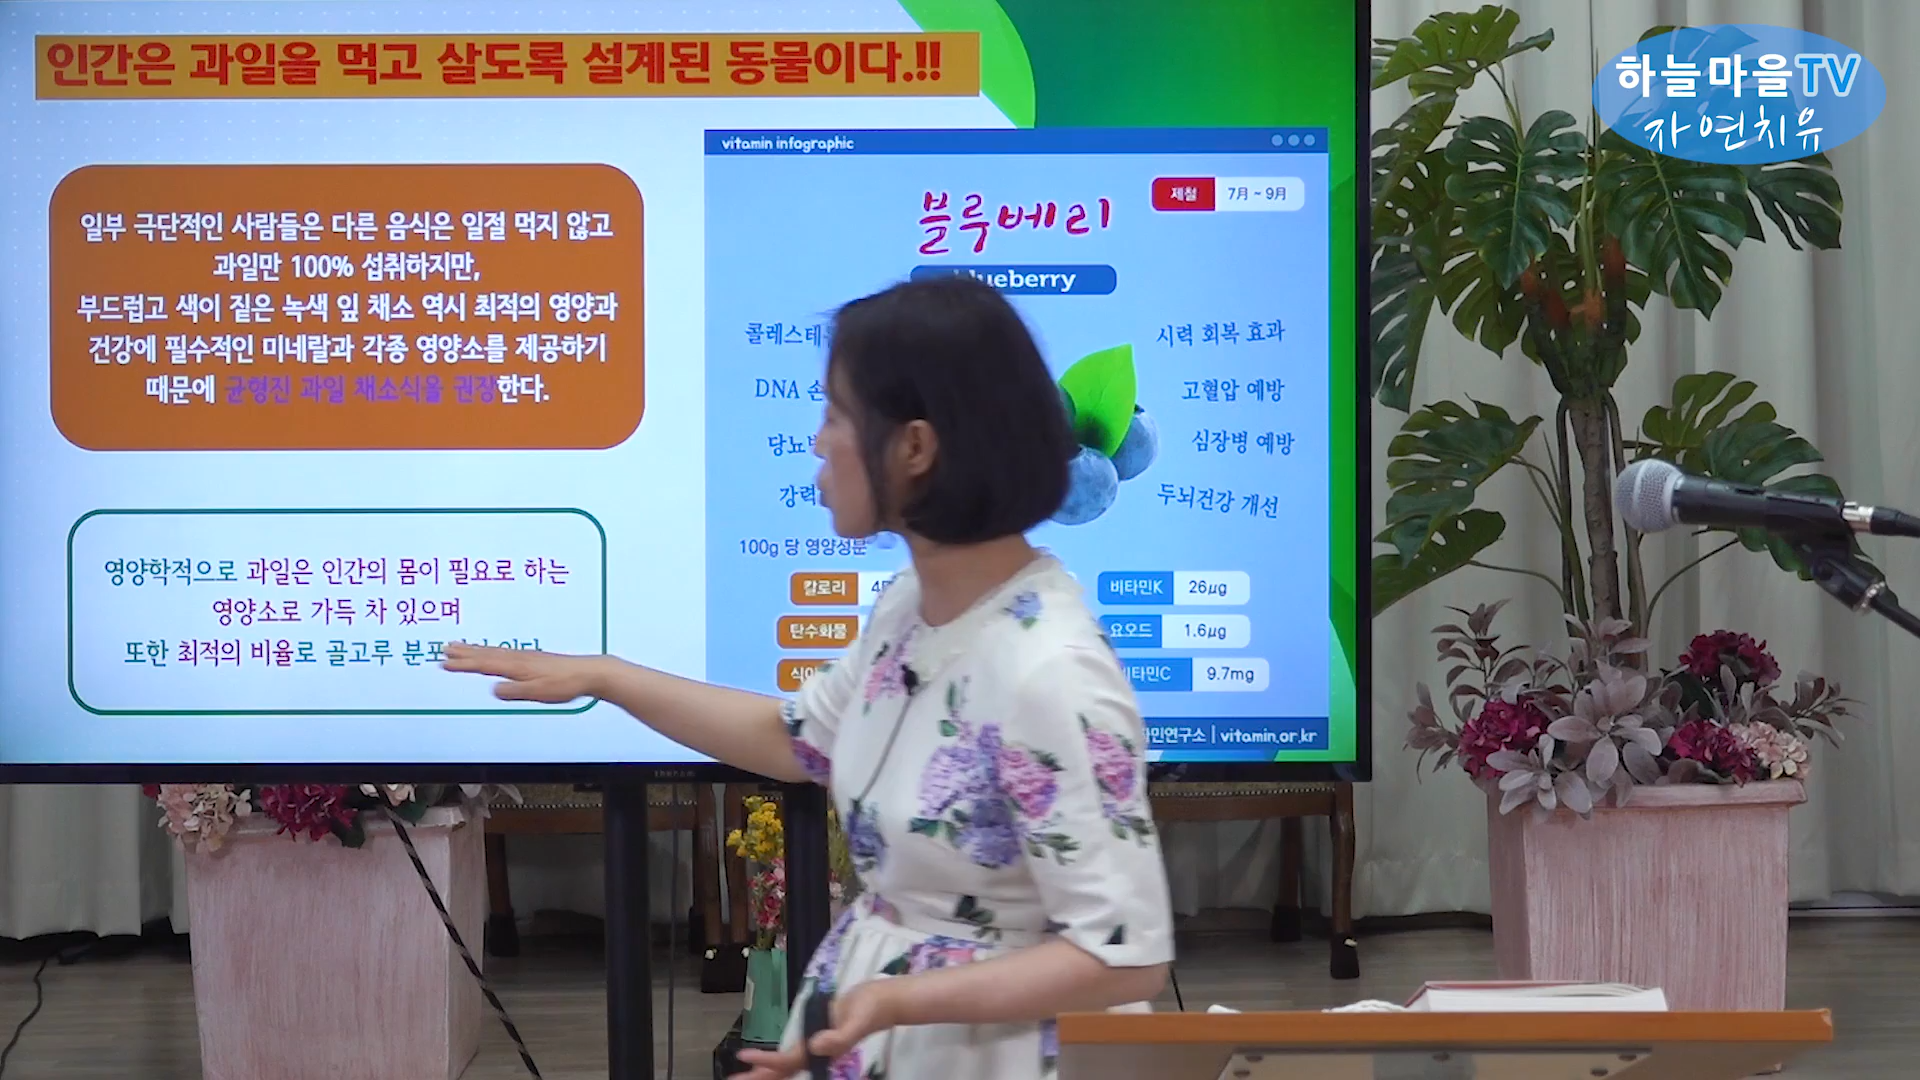 인간은 과일을 먹고 살도록 설계된 동물이다.!!
하늘마을TV
자연치유
일부 극단적인 사람들은 다른 음식은 일절 먹지 않고
과일만 100% 섭취하지만,
부드럽고 색이 짙은 녹색 잎 채소 역시 최적의 영양과
건강에 필수적인 미네랄과 각종 영양소를 제공하기
때문에 균형진 과일 채소식을 권장한다.
영양학적으로 과일은 인간의 몸이 필요로 하는
영양소로 가득 차 있으며
또한 최적의 비율로 골고루
vitamin infographic
제철 7月 ~ 9月
블루베리
시력 회복 효과
DNA
고혈압 예방
심장병 예방
두뇌건강 개선
100g 당 영양성분
칼로리
비타민K 26µg
탄수화물
요오드 1.6µg
비타민C 9.7mg
vitamin.or.kr